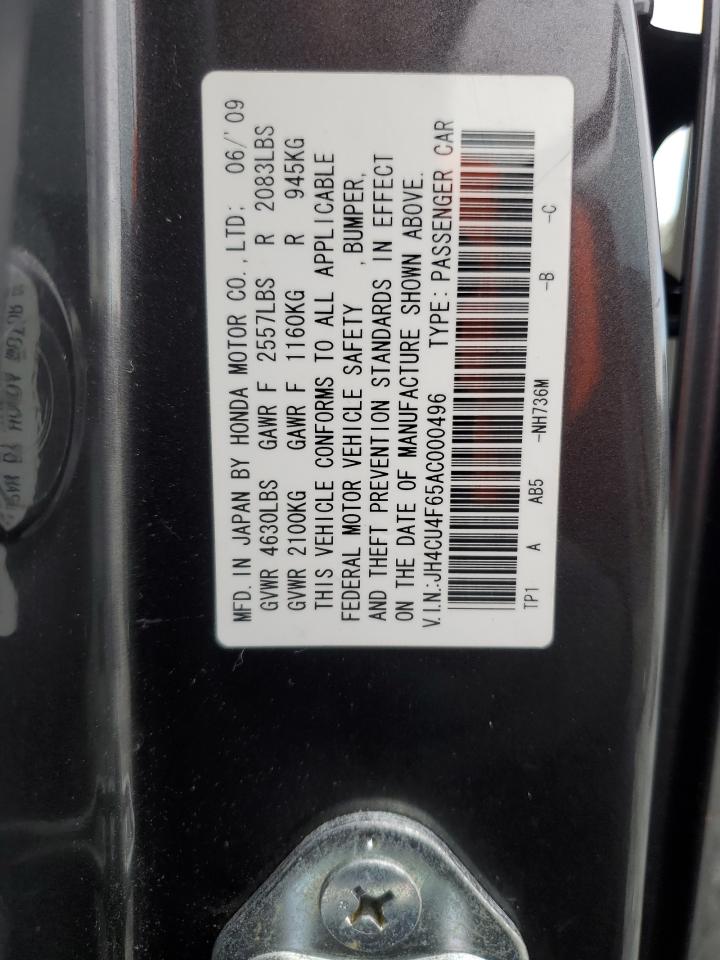 MFD. IN JAPAN BY HONDA MOTOR CO., LTD; 06/'09
GVWR 4630LBS GAWR F 2557LBS R 2083LBS
GVWR 2100KG GAWR F 1160KG R 945KG
THIS VEHICLE CONFORMS TO ALL APPLICABLE
FEDERAL MOTOR VEHICLE SAFETY , BUMPER,
AND THEFT PREVENTION STANDARDS IN EFFECT
ON THE DATE OF MANUFACTURE SHOWN ABOVE.
V.I.N.:JH4CU4F65AC000496 TYPE: PASSENGER CAR
TP1 A AB5 -NH736M -B -C